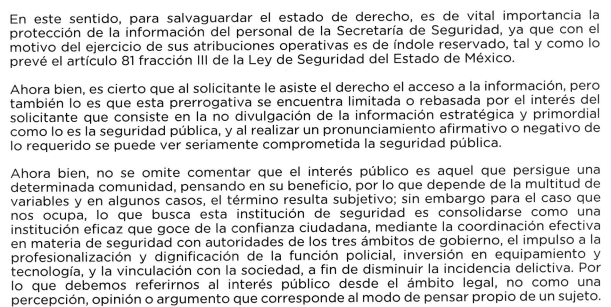 En este sentido, para salvaguardar el estado de derecho, es de vital importancia la
protección de la información del personal de la Secretaría de Seguridad, ya que con el
motivo del ejercicio de sus atribuciones operativas es de índole reservado, tal y como lo
prevé el artículo 81 fracción III de la Ley de Seguridad del Estado de México.
Ahora bien, es cierto que al solicitante le asiste el derecho el acceso a la información, pero
también lo es que esta prerrogativa se encuentra limitada o rebasada por el interés del
solicitante que consiste en la no divulgación de la información estratégica y primordial
como lo es la seguridad pública, y al realizar un pronunciamiento afirmativo o negativo de
lo requerido se puede ver seriamente comprometida la seguridad pública.
Ahora bien, no se omite comentar que el interés público es aquel que persigue una
determinada comunidad, pensando en su beneficio, por lo que depende de la multitud de
variables y en algunos casos, el término resulta subjetivo; sin embargo para el caso que
nos ocupa, lo que busca esta institución de seguridad es consolidarse como una
institución eficaz que goce de la confianza ciudadana, mediante la coordinación efectiva
en materia de seguridad con autoridades de los tres ámbitos de gobierno, el impulso a la
profesionalización y dignificación de la función policial, inversión en equipamiento y
tecnología, y la vinculación con la sociedad, a fin de disminuir la incidencia delictiva. Por
lo que debemos referirnos al interés público desde el ámbito legal, no como una
percepción, opinión o argumento que corresponde al modo de pensar propio de un sujeto.